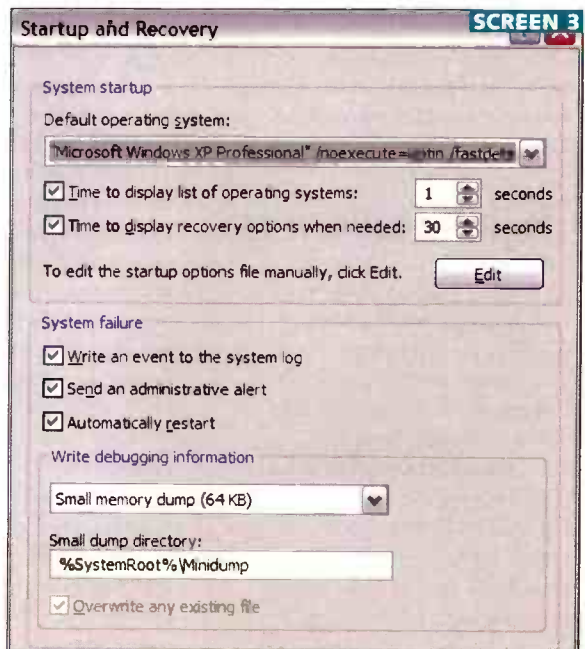 SCREEN 3
Startup and Recovery
System startup
Default operating system:
"Microsoft Windows XP Professional" /noexecute=
Time to display list of operating systems: 1 seconds
Time to display recovery options when needed: 30 seconds
To edit the startup options file manually, click Edit. Edit
System failure
Write an event to the system log
Send an administrative alert
Automatically restart
Write debugging information
Small memory dump (64 KB)
Small dump directory:
%SystemRoot%\Minidump
Overwrite any existing file